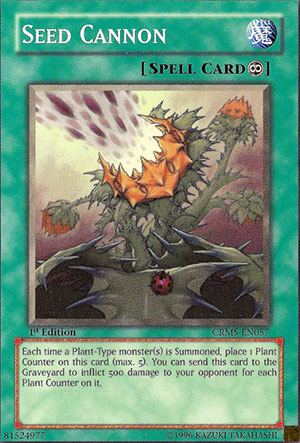 SEED CANNON
[SPELL CARD]
1st Edition
CRMS-EN057
Each time a Plant-Type monster(s) is Summoned, place 1 Plant
Counter on this card (max. 5). You can send this card to the
Graveyard to inflict 500 damage to your opponent for each
Plant Counter on it.
81524977
©1996 KAZUKI TAKAHASHI